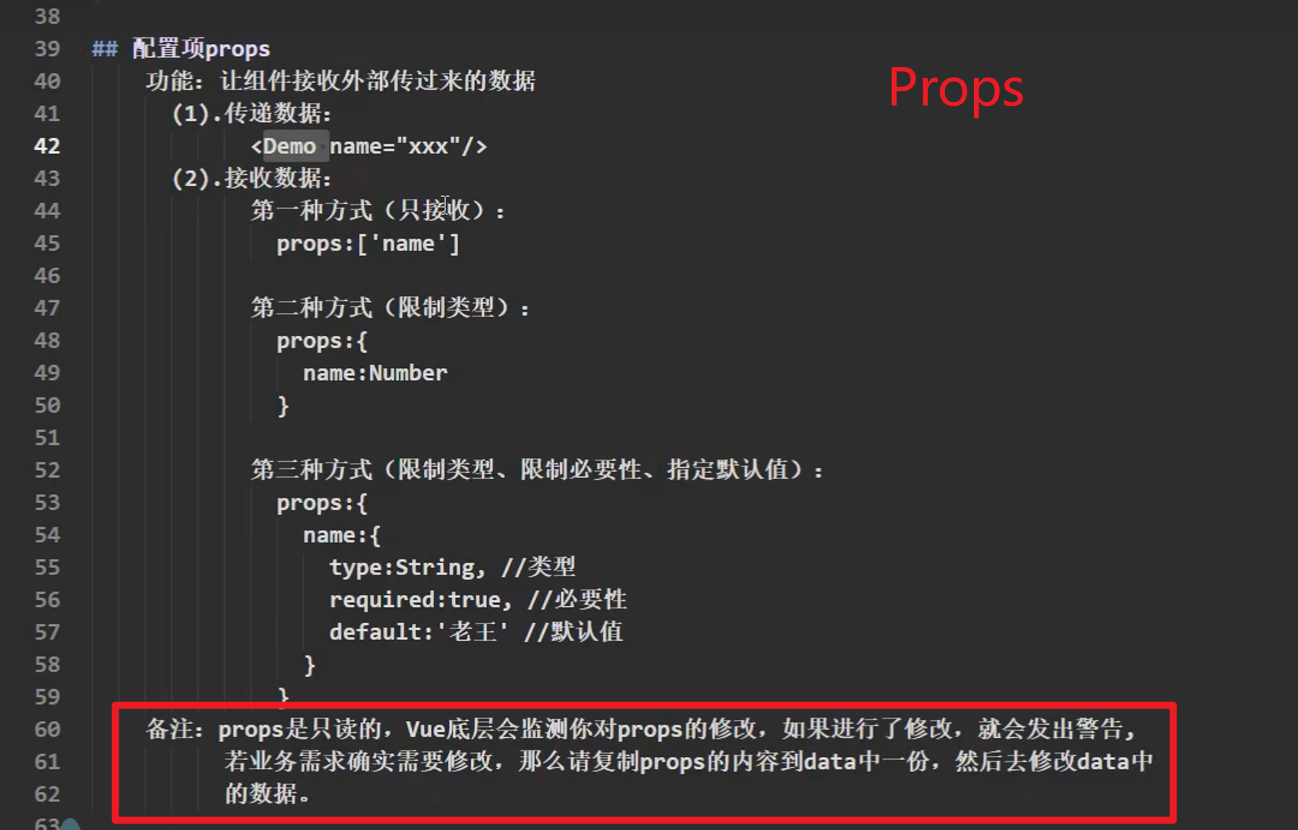 38
39 ## 配置项props
Props
40 功能：让组件接收外部传过来的数据
41 (1).传递数据：
42 <Demo name="xxx"/>
43 (2).接收数据：
44 第一种方式（只接收）：
45 props:['name']
46
47 第二种方式（限制类型）：
48 props:{
49 name:Number
50 }
51
52 第三种方式（限制类型、限制必要性、指定默认值）：
53 props:{
54 name:{
55 type:String, //类型
56 required:true, //必要性
57 default:'老王' //默认值
58 }
59 }
60 备注：props是只读的，Vue底层会监测你对props的修改，如果进行了修改，就会发出警告，
61 若业务需求确实需要修改，那么请复制props的内容到data中一份，然后去修改data中
62 的数据。
63